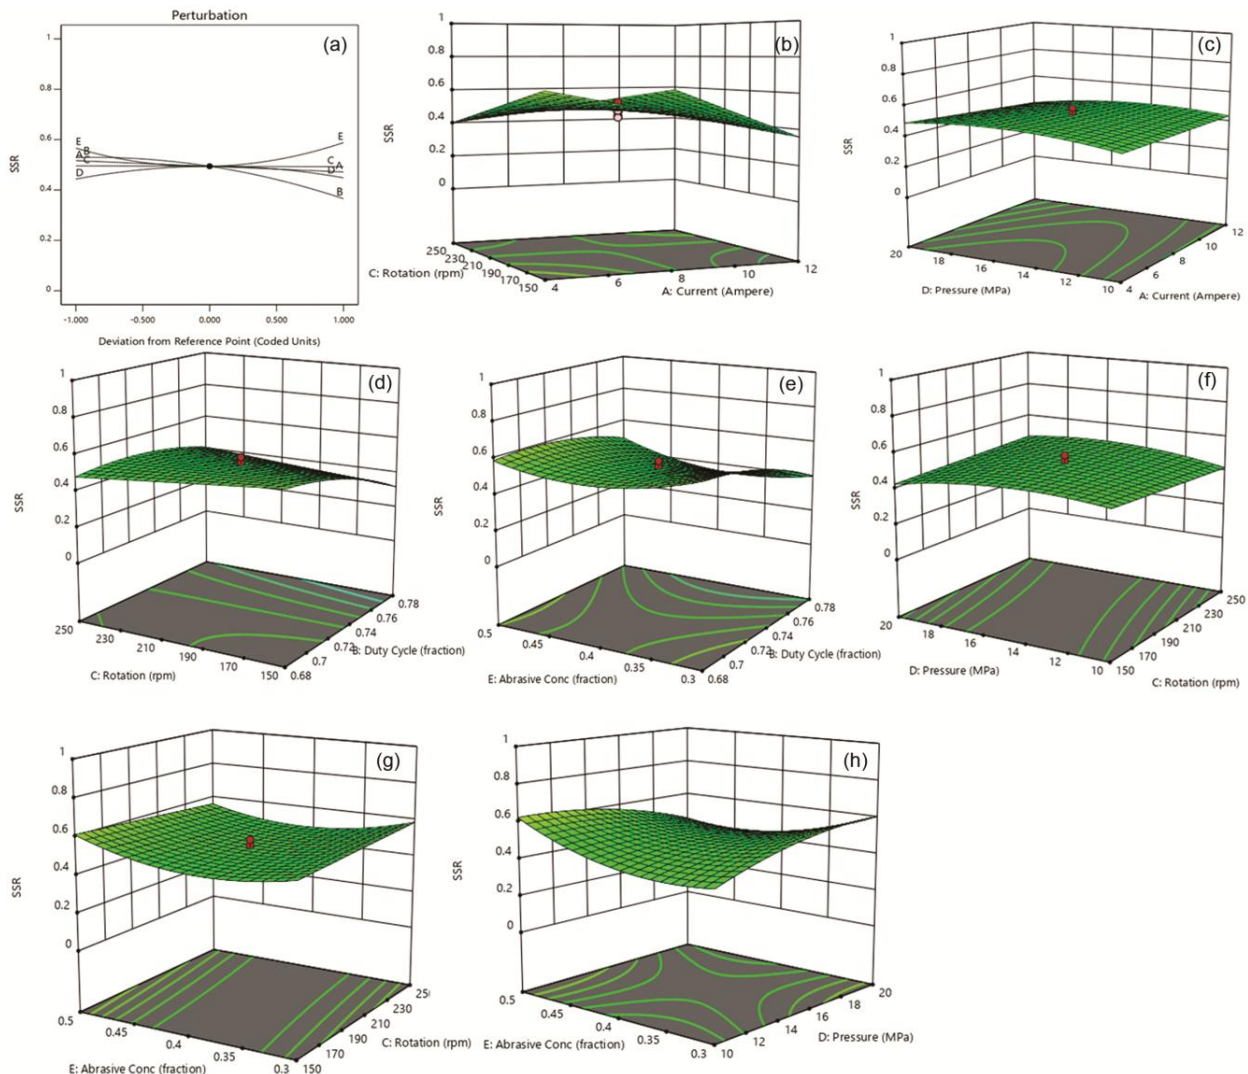 Perturbation
(a)
1
0.8
0.6
0.4
0.2
0
SSR
E
B
A
C
D
E
C
A
D
B
-1.000 -0.500 0.000 0.500 1.000
Deviation from Reference Point (Coded Units)
(b)
1
0.8
0.6
0.4
0.2
0
SSR
250
230
210
190
170
150
C: Rotation (rpm)
4 6 8 10 12
A: Current (Ampere)
(c)
1
0.8
0.6
0.4
0.2
0
SSR
20 18 16 14 12 10
D: Pressure (MPa)
4 6 8 10 12
A: Current (Ampere)
(d)
1
0.8
0.6
0.4
0.2
0
SSR
250 230 210 190 170 150
C: Rotation (rpm)
0.68 0.7 0.72 0.74 0.76 0.78
B: Duty Cycle (fraction)
(e)
1
0.8
0.6
0.4
0.2
0
SSR
0.5 0.45 0.4 0.35 0.3
E: Abrasive Conc (fraction)
0.68 0.7 0.72 0.74 0.76 0.78
B: Duty Cycle (fraction)
(f)
1
0.8
0.6
0.4
0.2
0
SSR
20 18 16 14 12 10
D: Pressure (MPa)
150 170 190 210 230 250
C: Rotation (rpm)
(g)
1
0.8
0.6
0.4
0.2
0
SSR
0.5 0.45 0.4 0.35 0.3
E: Abrasive Conc (fraction)
150 170 190 210 230
C: Rotation (rpm)
(h)
1
0.8
0.6
0.4
0.2
0
SSR
0.5 0.45 0.4 0.35 0.3
E: Abrasive Conc (fraction)
10 12 14 16 18 20
D: Pressure (MPa)